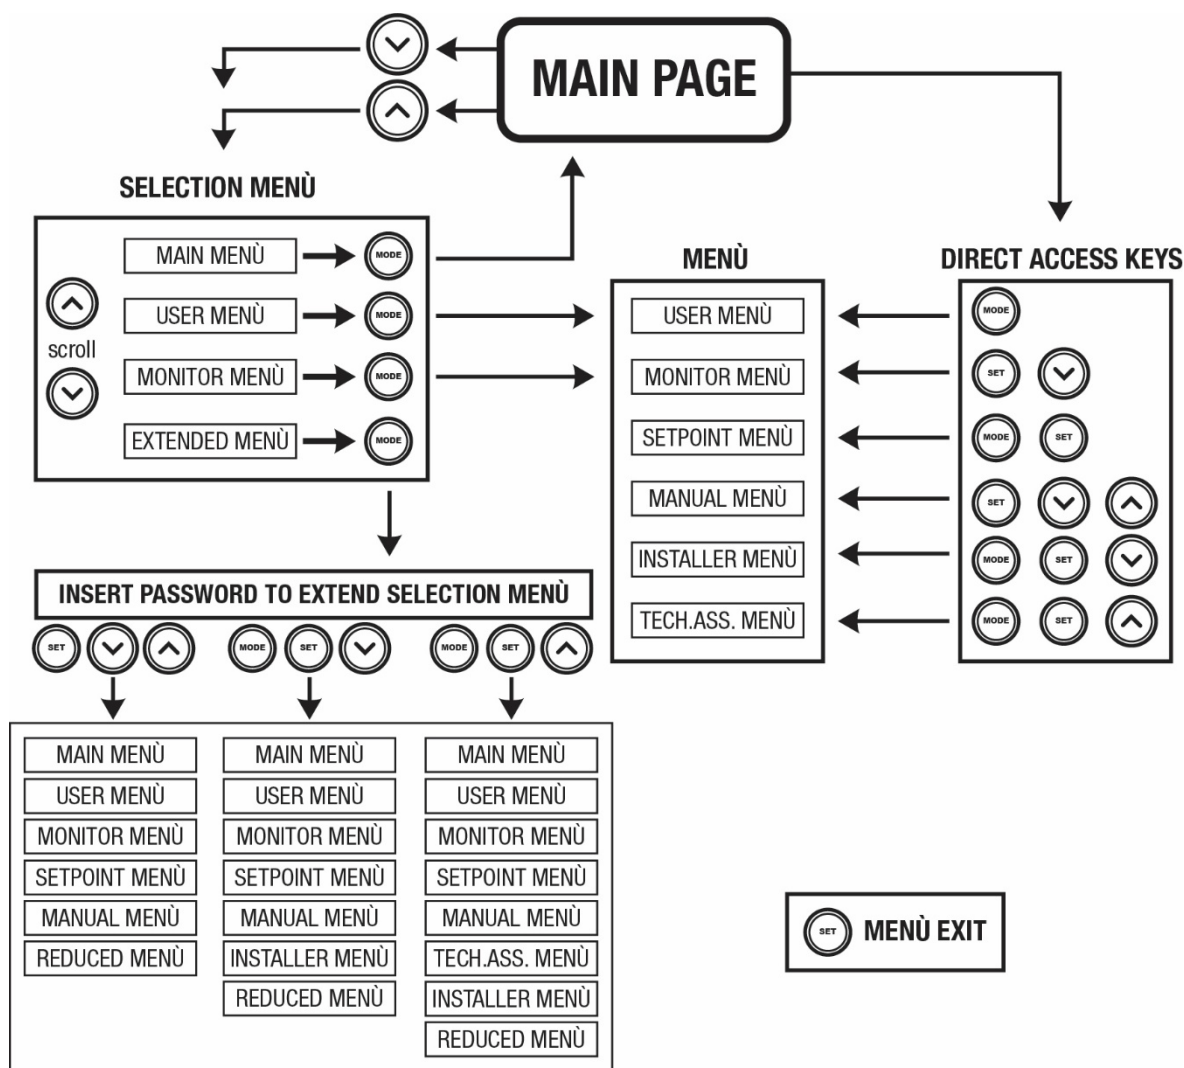 MAIN PAGE
SELECTION MENÙ
MAIN MENÙ MODE
USER MENÙ MODE
scroll
MONITOR MENÙ MODE
EXTENDED MENÙ MODE
MENÙ
USER MENÙ
MONITOR MENÙ
SETPOINT MENÙ
MANUAL MENÙ
INSTALLER MENÙ
TECH.ASS. MENÙ
DIRECT ACCESS KEYS
MODE
SET
MODE SET
SET
MODE SET
MODE SET
INSERT PASSWORD TO EXTEND SELECTION MENÙ
SET
MAIN MENÙ
USER MENÙ
MONITOR MENÙ
SETPOINT MENÙ
MANUAL MENÙ
REDUCED MENÙ
MODE SET
MAIN MENÙ
USER MENÙ
MONITOR MENÙ
SETPOINT MENÙ
MANUAL MENÙ
INSTALLER MENÙ
REDUCED MENÙ
MODE SET
MAIN MENÙ
USER MENÙ
MONITOR MENÙ
SETPOINT MENÙ
MANUAL MENÙ
TECH.ASS. MENÙ
INSTALLER MENÙ
REDUCED MENÙ
SET MENÙ EXIT